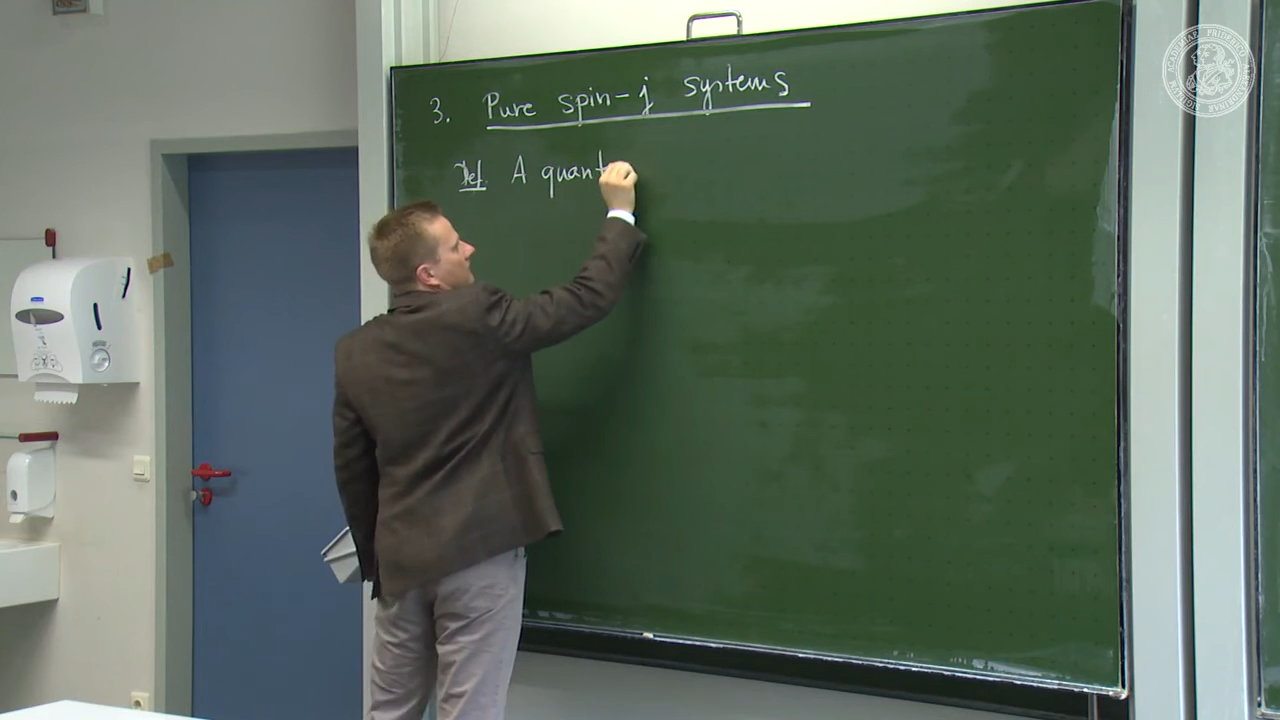 3. Pure spin-j systems
Def. A quant